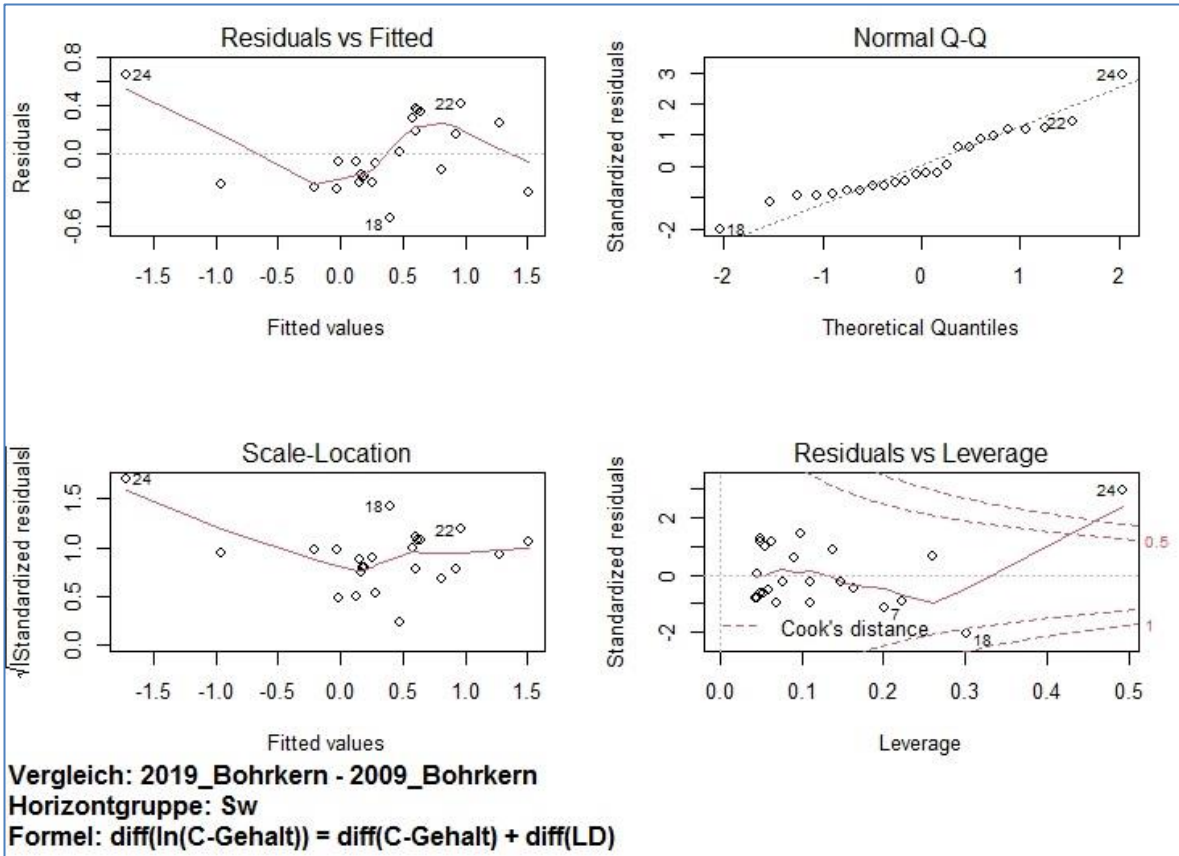 Residuals vs Fitted
Residuals
0.8
0.4
0.0
-0.6
24
22
18
-1.5 -1.0 -0.5 0.0 0.5 1.0 1.5
Fitted values
Normal Q-Q
Standardized residuals
3
2
1
0
-2
24
22
18
-2 -1 0 1 2
Theoretical Quantiles
Scale-Location
√|Standardized residuals|
1.5
1.0
0.5
0.0
24
18
22
-1.5 -1.0 -0.5 0.0 0.5 1.0 1.5
Fitted values
Residuals vs Leverage
Standardized residuals
2
0
-2
24
0.5
7
Cook's distance
18
1
0.0 0.1 0.2 0.3 0.4 0.5
Leverage
Vergleich: 2019_Bohrkern - 2009_Bohrkern
Horizontgruppe: Sw
Formel: diff(ln(C-Gehalt)) = diff(C-Gehalt) + diff(LD)